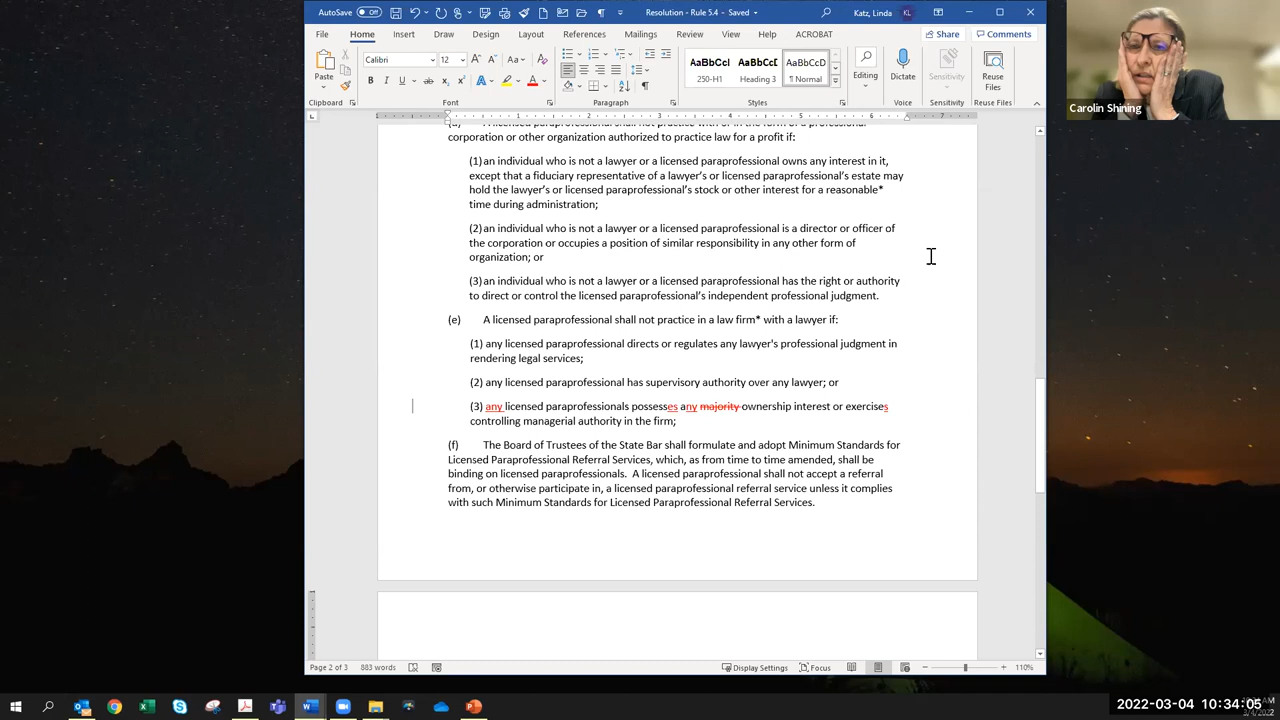 AutoSave Off Resolution - Rule 5.4 – Saved Katz, Linda KL
File Home Insert Draw Design Layout References Mailings Review View Help ACROBAT Share Comments
Calibri 12
AaBbCcI AaBbCcD AaBbCcD
250-H1 Heading 3 ¶ Normal
Paste Editing Dictate Sensitivity Reuse Files
Clipboard Font Paragraph Styles Voice Sensitivity Reuse Files
Carolin Shining
corporation or other organization authorized to practice law for a profit if:
(1) an individual who is not a lawyer or a licensed paraprofessional owns any interest in it,
except that a fiduciary representative of a lawyer’s or licensed paraprofessional’s estate may
hold the lawyer’s or licensed paraprofessional’s stock or other interest for a reasonable*
time during administration;
(2) an individual who is not a lawyer or a licensed paraprofessional is a director or officer of
the corporation or occupies a position of similar responsibility in any other form of
organization; or
(3) an individual who is not a lawyer or a licensed paraprofessional has the right or authority
to direct or control the licensed paraprofessional’s independent professional judgment.
(e) A licensed paraprofessional shall not practice in a law firm* with a lawyer if:
(1) any licensed paraprofessional directs or regulates any lawyer's professional judgment in
rendering legal services;
(2) any licensed paraprofessional has supervisory authority over any lawyer; or
(3) any licensed paraprofessionals possesses any majority ownership interest or exercises
controlling managerial authority in the firm;
(f) The Board of Trustees of the State Bar shall formulate and adopt Minimum Standards for
Licensed Paraprofessional Referral Services, which, as from time to time amended, shall be
binding on licensed paraprofessionals. A licensed paraprofessional shall not accept a referral
from, or otherwise participate in, a licensed paraprofessional referral service unless it complies
with such Minimum Standards for Licensed Paraprofessional Referral Services.
Page 2 of 3 883 words Display Settings Focus 110%
2022-03-04 10:34:05